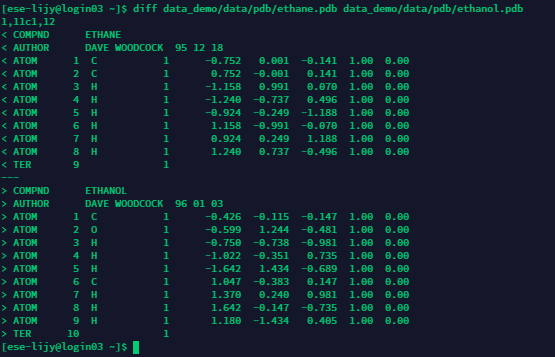 [ese-lijy@login03 ~]$ diff data_demo/data/pdb/ethane.pdb data_demo/data/pdb/ethanol.pdb
1,11c1,12
< COMPND      ETHANE
< AUTHOR      DAVE WOODCOCK  95 12 18
< ATOM      1  C           1      -0.752   0.001  -0.141  1.00  0.00
< ATOM      2  C           1       0.752  -0.001   0.141  1.00  0.00
< ATOM      3  H           1      -1.158   0.991   0.070  1.00  0.00
< ATOM      4  H           1      -1.240  -0.737   0.496  1.00  0.00
< ATOM      5  H           1      -0.924  -0.249  -1.188  1.00  0.00
< ATOM      6  H           1       1.158  -0.991  -0.070  1.00  0.00
< ATOM      7  H           1       0.924   0.249   1.188  1.00  0.00
< ATOM      8  H           1       1.240   0.737  -0.496  1.00  0.00
< TER       9              1
---
> COMPND      ETHANOL
> AUTHOR      DAVE WOODCOCK  96 01 03
> ATOM      1  C           1      -0.426  -0.115  -0.147  1.00  0.00
> ATOM      2  O           1      -0.599   1.244  -0.481  1.00  0.00
> ATOM      3  H           1      -0.750  -0.738  -0.981  1.00  0.00
> ATOM      4  H           1      -1.022  -0.351   0.735  1.00  0.00
> ATOM      5  H           1      -1.642   1.434  -0.689  1.00  0.00
> ATOM      6  C           1       1.047  -0.383   0.147  1.00  0.00
> ATOM      7  H           1       1.370   0.240   0.981  1.00  0.00
> ATOM      8  H           1       1.642  -0.147  -0.735  1.00  0.00
> ATOM      9  H           1       1.180  -1.434   0.405  1.00  0.00
> TER      10              1
[ese-lijy@login03 ~]$